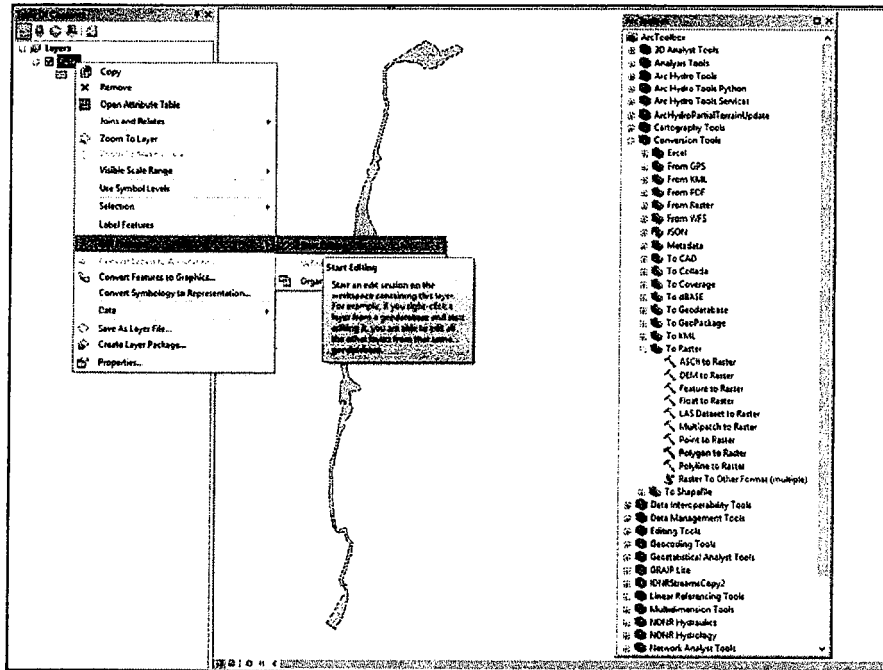 Layers
Copy
Remove
Open Attribute Table
Joins and Relates
Zoom To Layer
Visible Scale Range
Use Symbol Levels
Selection
Label Features
Convert Features to Graphics...
Convert Symbology to Representation...
Data
Save As Layer File...
Create Layer Package...
Properties...
Organ
Start Editing
Start an edit session on the
workspace containing this layer.
For example, if you right-click a
layer from a geodatabase and start
editing it, you are able to edit all
the other layers from that same
geodatabase.
ArcToolbox
3D Analyst Tools
Analysis Tools
Arc Hydro Tools
Arc Hydro Tools Python
Arc Hydro Tools Services
ArcHydroPartialTerrainUpdate
Cartography Tools
Conversion Tools
Excel
From GPS
From KML
From PDF
From Raster
From WFS
JSON
Metadata
To CAD
To Collada
To Coverage
To dBASE
To Geodatabase
To GeoPackage
To KML
To Raster
ASCII to Raster
DEM to Raster
Feature to Raster
Float to Raster
LAS Dataset to Raster
Multipatch to Raster
Point to Raster
Polygon to Raster
Polyline to Raster
Raster To Other Format (multiple)
To Shapefile
Data Interoperability Tools
Data Management Tools
Editing Tools
Geocoding Tools
Geostatistical Analyst Tools
GRAIP Lite
IDNRStreamsCopy2
Linear Referencing Tools
Multidimension Tools
NDNR Hydraulics
NDNR Hydrology
Network Analyst Tools